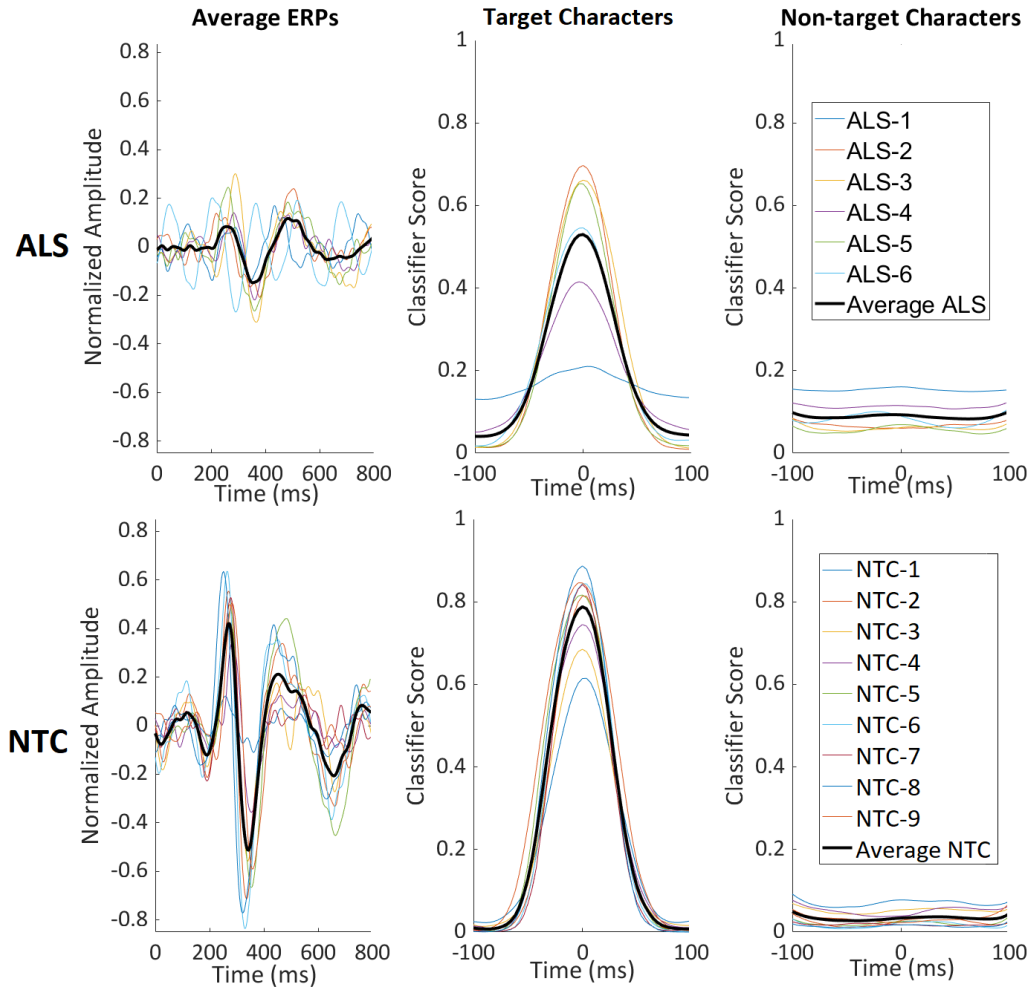 Average ERPs
Target Characters
Non-target Characters
ALS
Normalized Amplitude
0.8
0.6
0.4
0.2
0
-0.2
-0.4
-0.6
-0.8
0 200 400 600 800
Time (ms)
Classifier Score
1
0.8
0.6
0.4
0.2
0
-100 0 100
Time (ms)
Classifier Score
1
0.8
0.6
0.4
0.2
0
-100 0 100
Time (ms)
ALS-1
ALS-2
ALS-3
ALS-4
ALS-5
ALS-6
Average ALS
NTC
Normalized Amplitude
0.8
0.6
0.4
0.2
0
-0.2
-0.4
-0.6
-0.8
0 200 400 600 800
Time (ms)
Classifier Score
1
0.8
0.6
0.4
0.2
0
-100 0 100
Time (ms)
Classifier Score
1
0.8
0.6
0.4
0.2
0
-100 0 100
Time (ms)
NTC-1
NTC-2
NTC-3
NTC-4
NTC-5
NTC-6
NTC-7
NTC-8
NTC-9
Average NTC